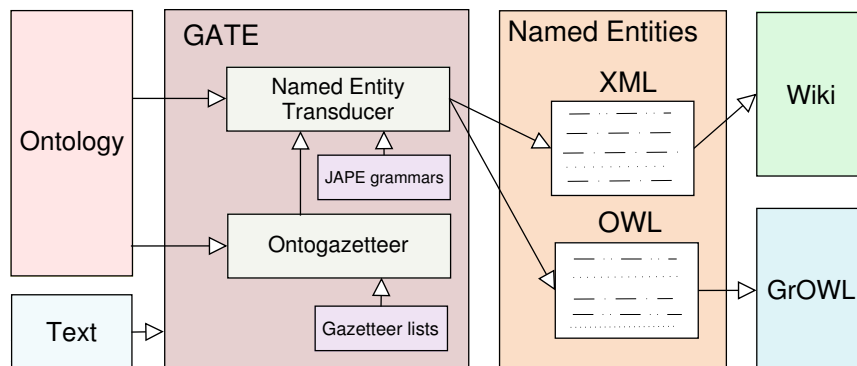 GATE
Named Entities
Named Entity
Transducer
XML
Wiki
Ontology
JAPE grammars
Ontogazetteer
OWL
GrOWL
Text
Gazetteer lists